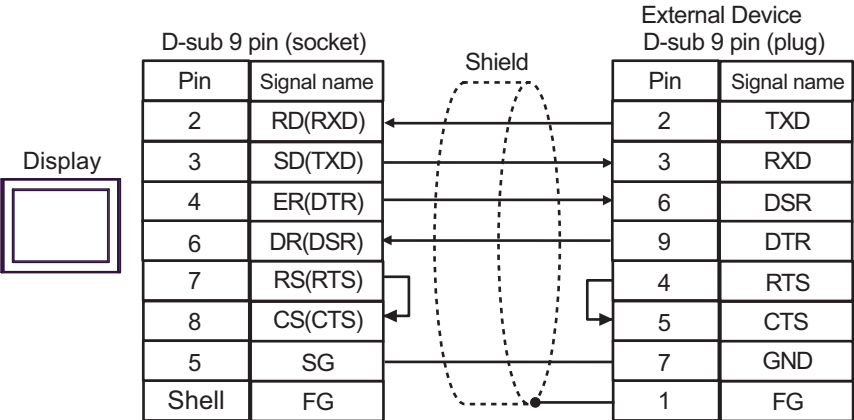 External Device
D-sub 9 pin (socket)
D-sub 9 pin (plug)
Shield
Pin Signal name
Pin Signal name
2 RD(RXD)
2 TXD
3 SD(TXD)
3 RXD
Display
4 ER(DTR)
6 DSR
6 DR(DSR)
9 DTR
7 RS(RTS)
4 RTS
8 CS(CTS)
5 CTS
5 SG
7 GND
Shell FG
1 FG